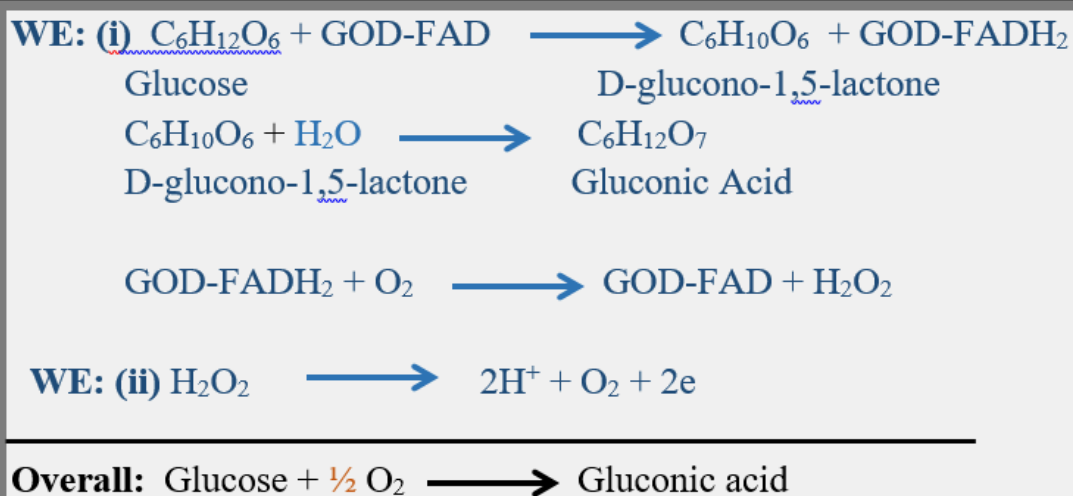 WE: (i) C₆H₁₂O₆ + GOD-FAD ⟶ C₆H₁₀O₆ + GOD-FADH₂
Glucose D-glucono-1,5-lactone
C₆H₁₀O₆ + H₂O ⟶ C₆H₁₂O₇
D-glucono-1,5-lactone Gluconic Acid
GOD-FADH₂ + O₂ ⟶ GOD-FAD + H₂O₂
WE: (ii) H₂O₂ ⟶ 2H⁺ + O₂ + 2e
Overall: Glucose + ½ O₂ ⟶ Gluconic acid